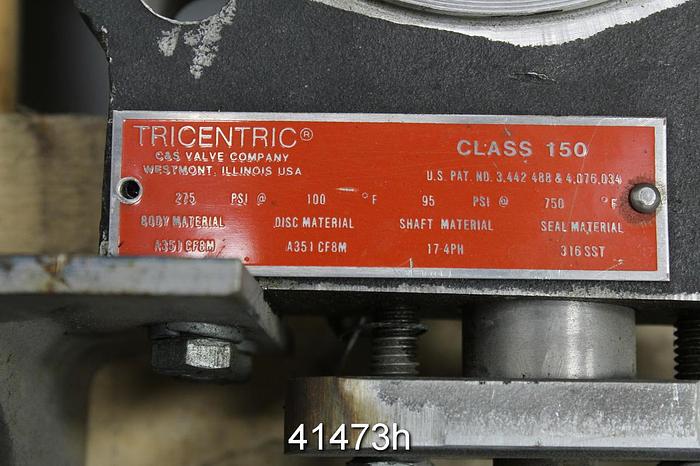 TRICENTRIC®
C&S VALVE COMPANY
WESTMONT, ILLINOIS USA
CLASS 150
U.S. PAT. NO. 3,442 488 & 4,076,034
275 PSI @ 100 °F 95 PSI @ 750 °F
BODY MATERIAL DISC MATERIAL SHAFT MATERIAL SEAL MATERIAL
A351 CF8M A351 CF8M 17-4PH 316 SST
41473h